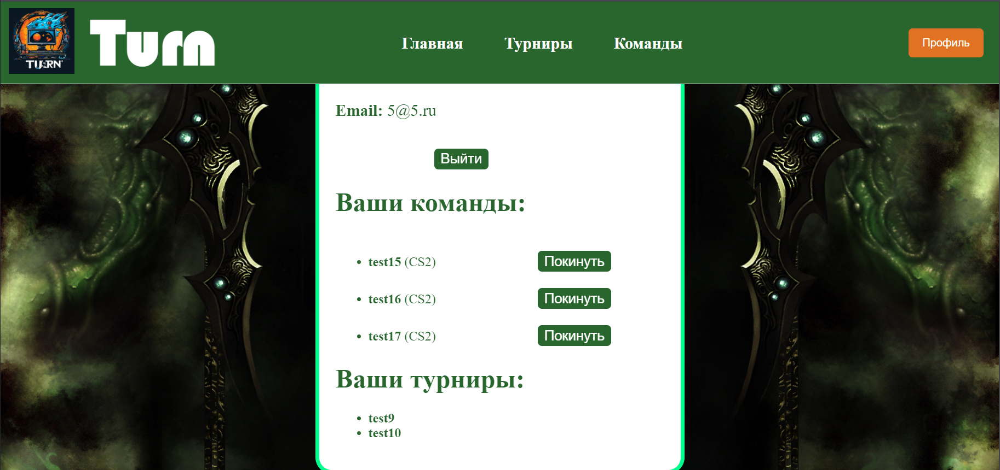 TURN
Turn
Главная Турниры Команды
Профиль
Email: 5@5.ru
Выйти
Ваши команды:
• test15 (CS2) Покинуть
• test16 (CS2) Покинуть
• test17 (CS2) Покинуть
Ваши турниры:
• test9
• test10